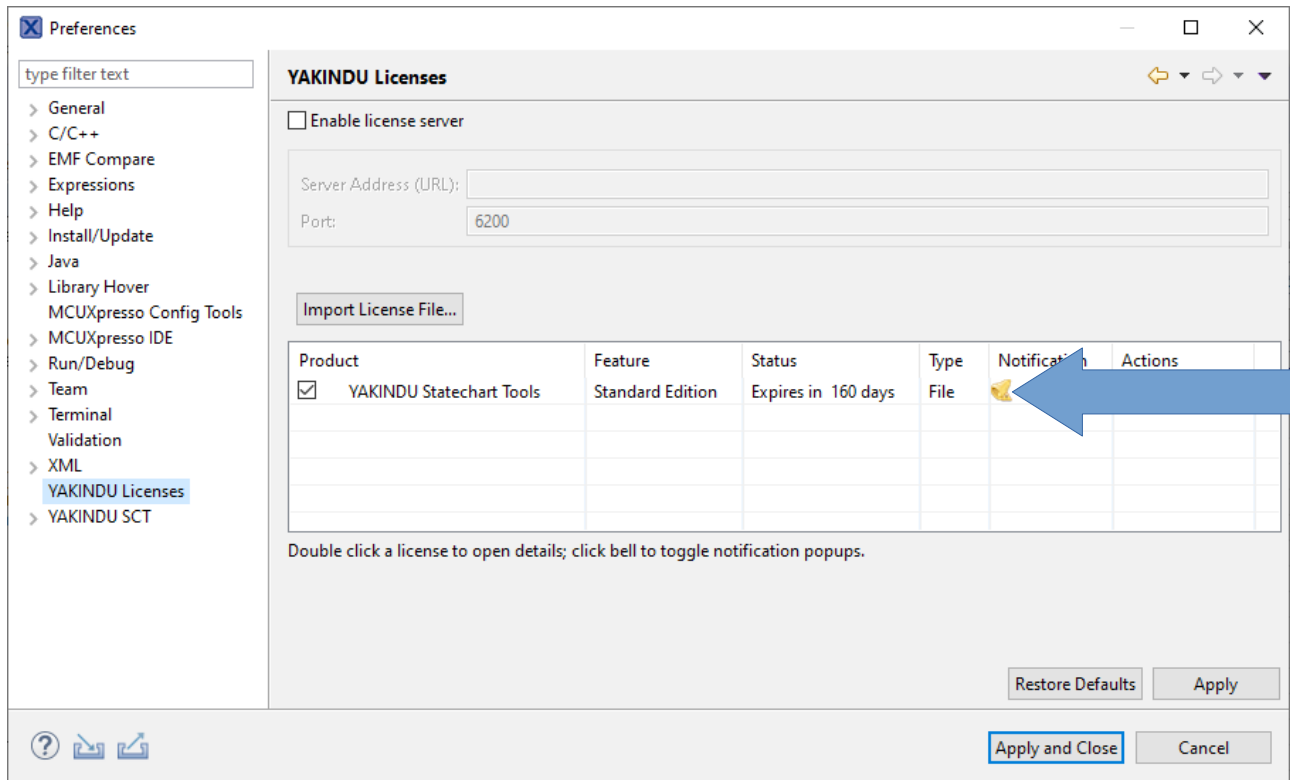 Preferences
type filter text
General
C/C++
EMF Compare
Expressions
Help
Install/Update
Java
Library Hover
MCUXpresso Config Tools
MCUXpresso IDE
Run/Debug
Team
Terminal
Validation
XML
YAKINDU Licenses
YAKINDU SCT
YAKINDU Licenses
Enable license server
Server Address (URL):
Port: 6200
Import License File...
Product Feature Status Type Notification Actions
YAKINDU Statechart Tools Standard Edition Expires in 160 days File
Double click a license to open details; click bell to toggle notification popups.
Restore Defaults Apply
Apply and Close Cancel